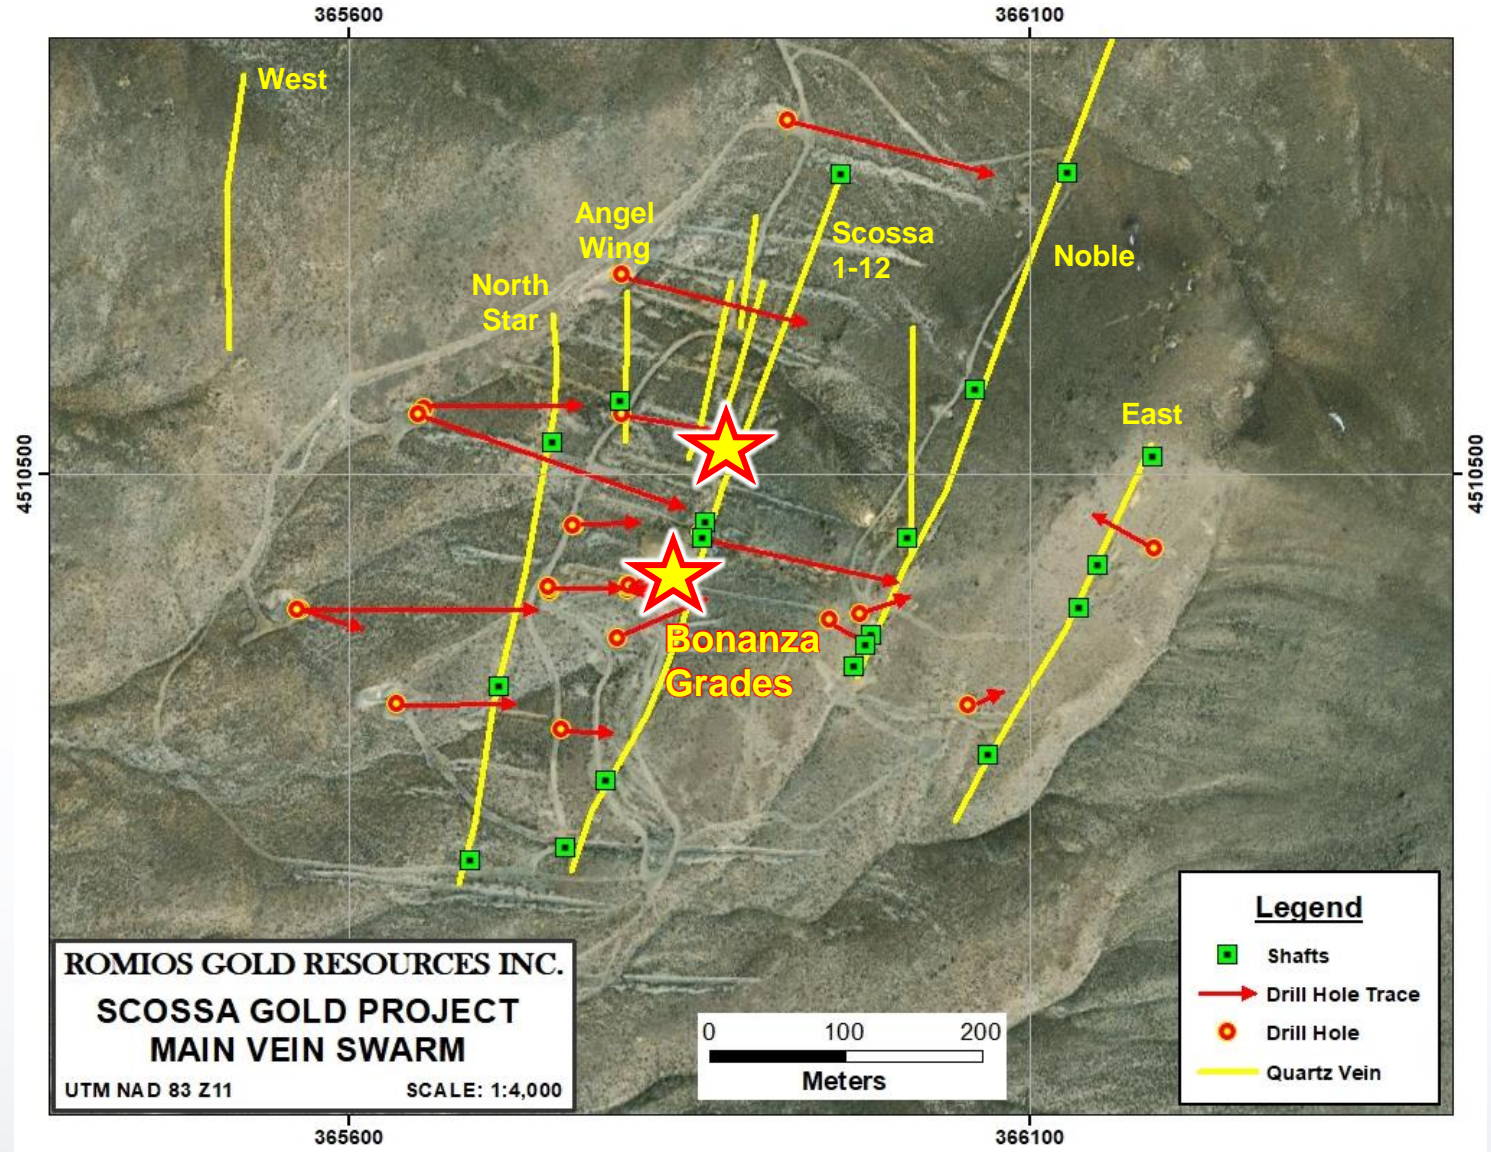 365600
366100
West
Angel
Wing
Scossa
1-12
Noble
North
Star
East
4510500
4510500
Bonanza
Grades
ROMIOS GOLD RESOURCES INC.
SCOSSA GOLD PROJECT
MAIN VEIN SWARM
UTM NAD 83 Z11
SCALE: 1:4,000
0 100 200
Meters
Legend
Shafts
Drill Hole Trace
Drill Hole
Quartz Vein
365600
366100